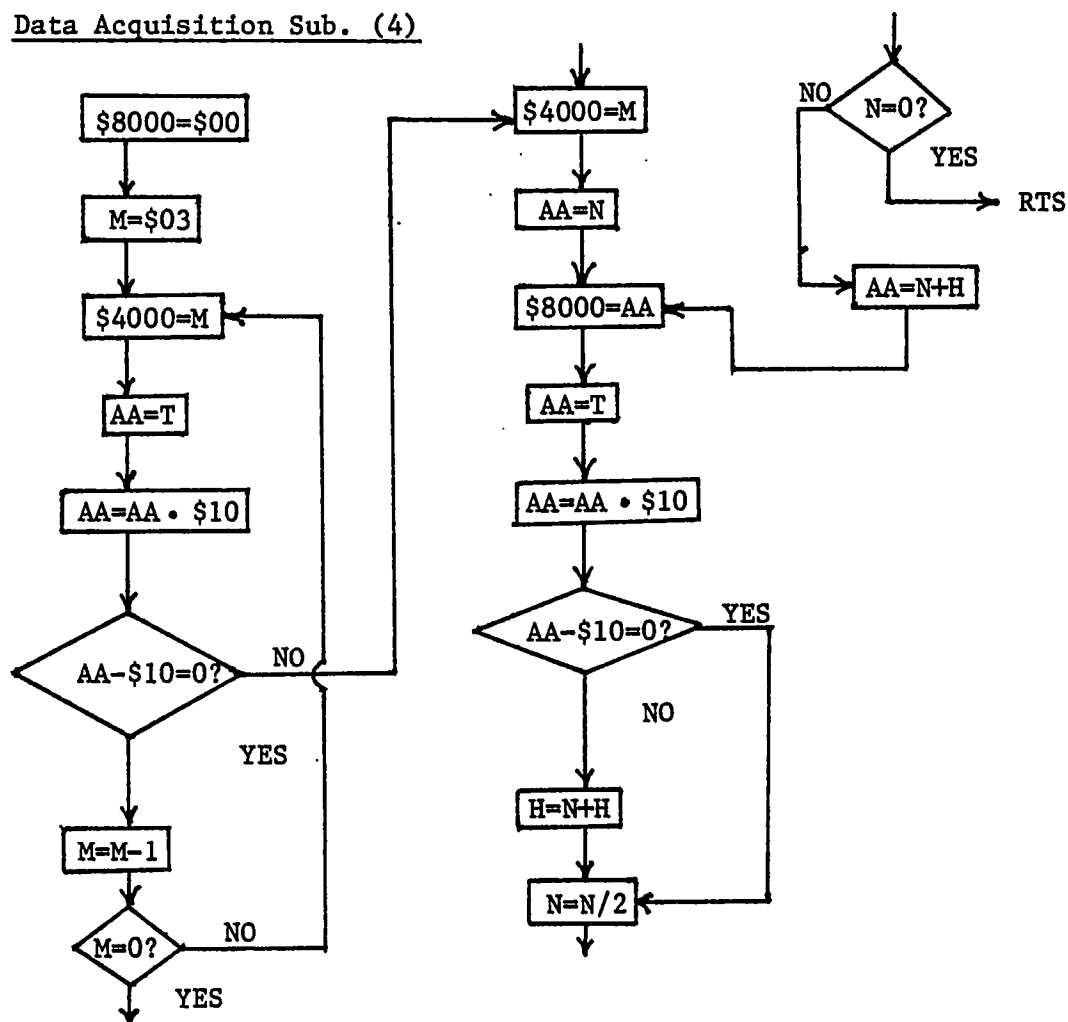 Data Acquisition Sub. (4)
$8000=$00
M=$03
$4000=M
AA=T
AA=AA • $10
AA-$10=0?
NO
YES
M=M-1
M=0?
NO
YES
$4000=M
AA=N
$8000=AA
AA=T
AA=AA • $10
AA-$10=0?
YES
NO
H=N+H
N=N/2
N=0?
NO
YES
RTS
AA=N+H